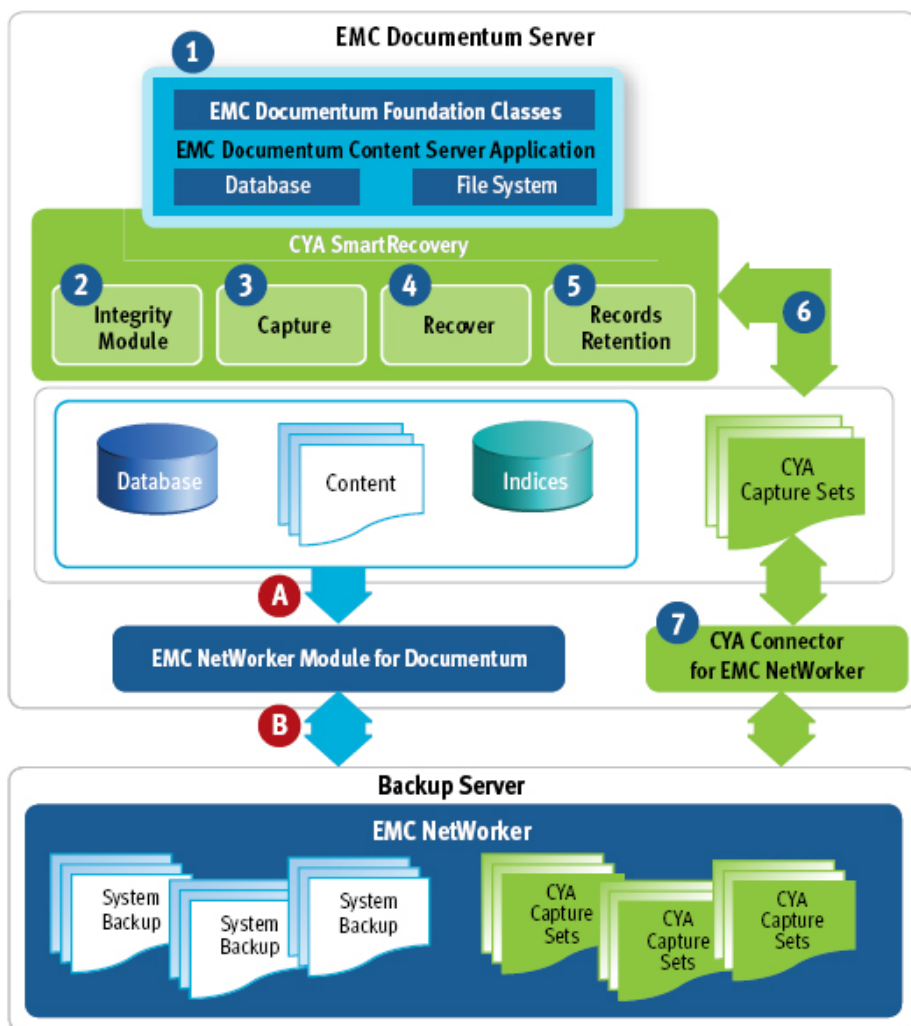 EMC Documentum Server
1
EMC Documentum Foundation Classes
EMC Documentum Content Server Application
Database
File System
CYA SmartRecovery
2
Integrity
Module
3
Capture
4
Recover
5
Records
Retention
6
Database
Content
Indices
CYA
Capture Sets
A
EMC NetWorker Module for Documentum
7
CYA Connector
for EMC NetWorker
B
Backup Server
EMC NetWorker
System
Backup
System
Backup
System
Backup
CYA
Capture
Sets
CYA
Capture
Sets
CYA
Capture
Sets